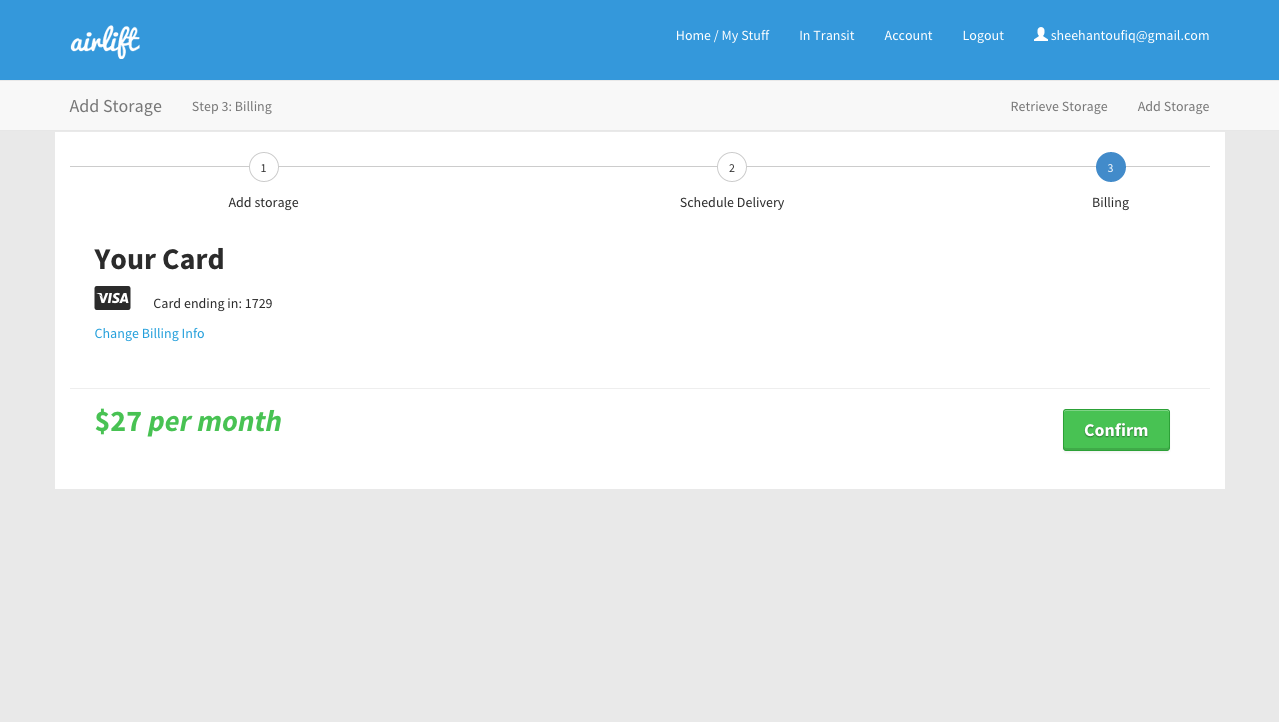 airlift
Home / My Stuff
In Transit
Account
Logout
sheehantoufiq@gmail.com
Add Storage
Step 3: Billing
Retrieve Storage
Add Storage
1
2
3
Add storage
Schedule Delivery
Billing
Your Card
VISA
Card ending in: 1729
Change Billing Info
$27 per month
Confirm